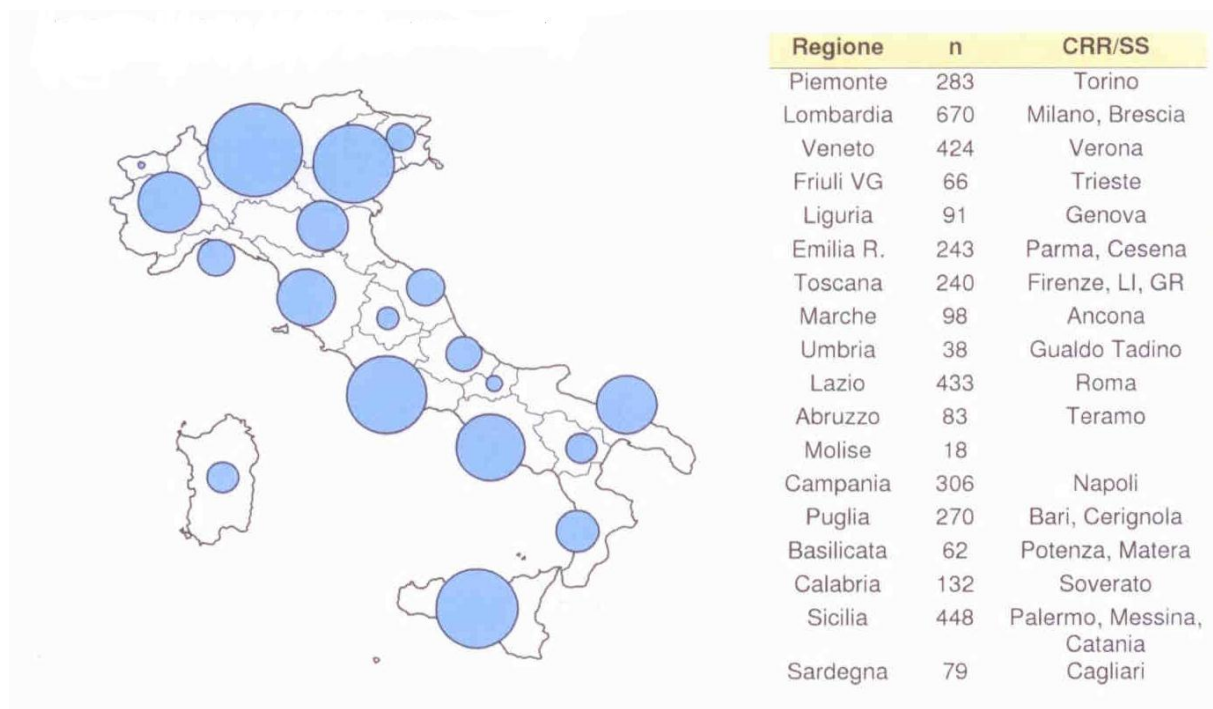 Regione n CRR/SS
Piemonte 283 Torino
Lombardia 670 Milano, Brescia
Veneto 424 Verona
Friuli VG 66 Trieste
Liguria 91 Genova
Emilia R. 243 Parma, Cesena
Toscana 240 Firenze, LI, GR
Marche 98 Ancona
Umbria 38 Gualdo Tadino
Lazio 433 Roma
Abruzzo 83 Teramo
Molise 18
Campania 306 Napoli
Puglia 270 Bari, Cerignola
Basilicata 62 Potenza, Matera
Calabria 132 Soverato
Sicilia 448 Palermo, Messina,
Catania
Sardegna 79 Cagliari